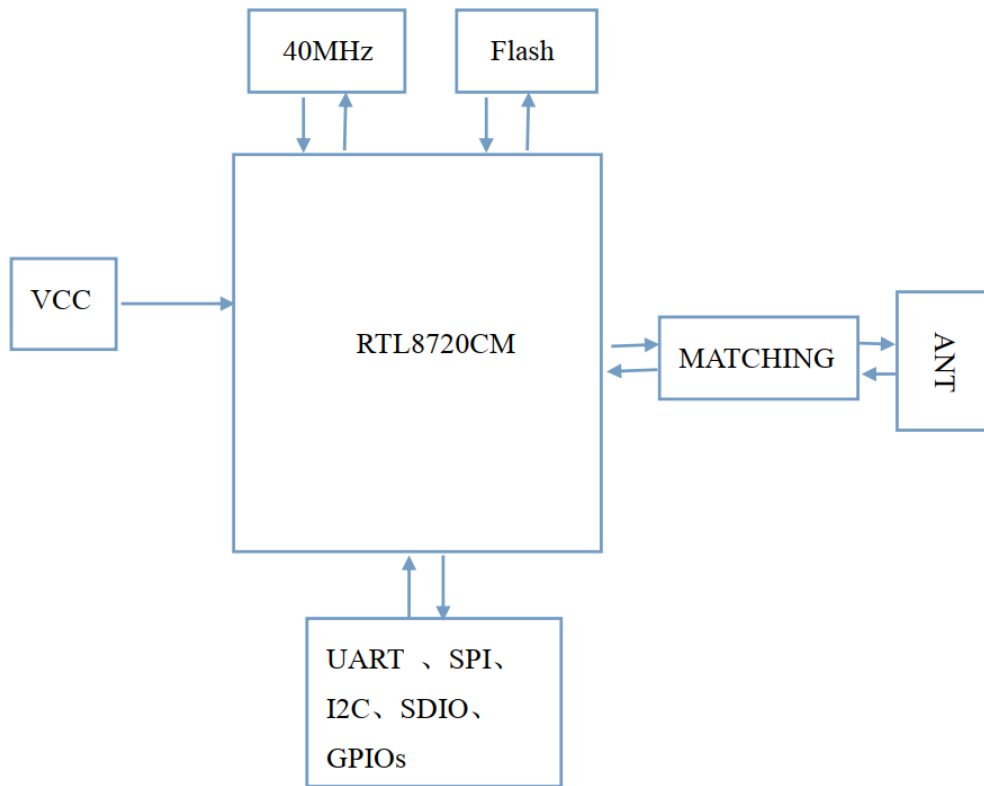 40MHz
Flash
VCC
RTL8720CM
MATCHING
ANT
UART 、SPI、
I2C、SDIO、
GPIOs